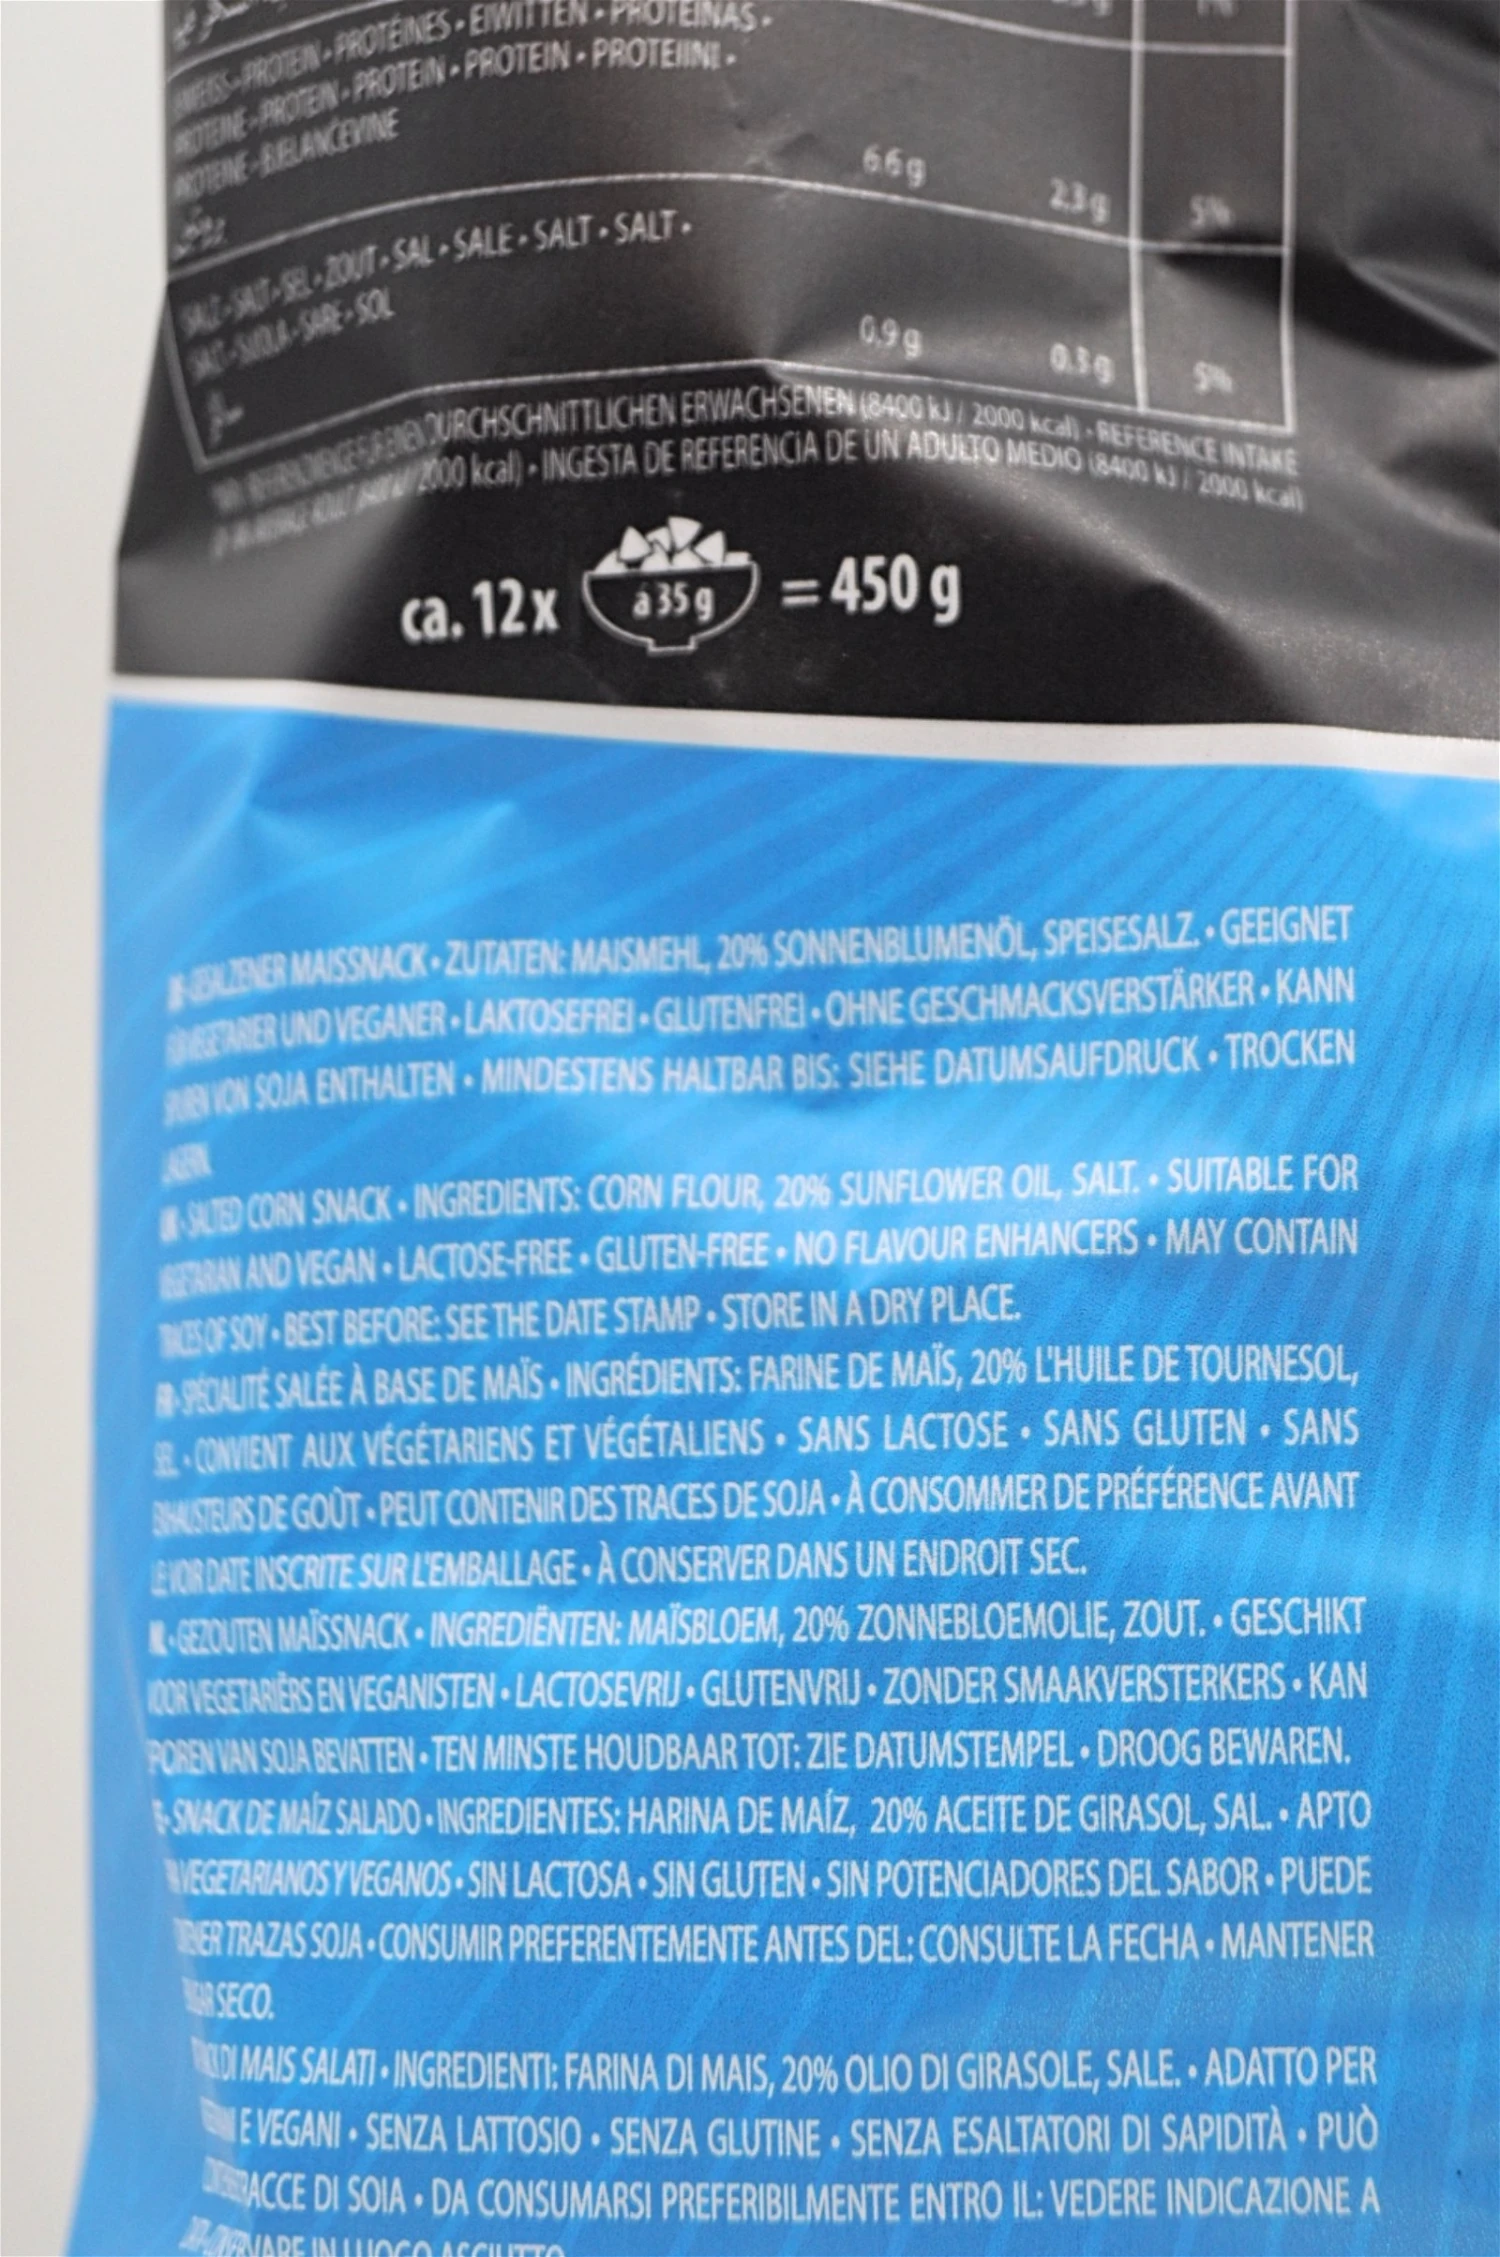 EIWEISS • PROTEIN • PROTÉINES • EIWITTEN • PROTEÍNAS •
PROTEINE • PROTEIN • PROTEIN • PROTEIN • PROTEIINI •
PROTEINE • BJELANČEVINE
6.6 g 2.3 g 5%
SALZ • SALT • SEL • ZOUT • SAL • SALE • SALT • SALT •
SALT • SUOLA • SARE • SOL
0.9 g 0.3 g 5%
DURCHSCHNITTLICHEN ERWACHSENEN (8400 kJ / 2000 kcal) • REFERENCE INTAKE
2000 kcal) • INGESTA DE REFERENCIA DE UN ADULTO MEDIO (8400 kJ / 2000 kcal)
ca. 12x á 35 g = 450 g
GESALZENER MAISSNACK • ZUTATEN: MAISMEHL, 20% SONNENBLUMENÖL, SPEISESALZ. • GEEIGNET
FÜR VEGETARIER UND VEGANER • LAKTOSEFREI • GLUTENFREI • OHNE GESCHMACKSVERSTÄRKER • KANN
SPUREN VON SOJA ENTHALTEN • MINDESTENS HALTBAR BIS: SIEHE DATUMSAUFDRUCK • TROCKEN
LAGERN.
UK • SALTED CORN SNACK • INGREDIENTS: CORN FLOUR, 20% SUNFLOWER OIL, SALT. • SUITABLE FOR
VEGETARIAN AND VEGAN • LACTOSE-FREE • GLUTEN-FREE • NO FLAVOUR ENHANCERS • MAY CONTAIN
TRACES OF SOY • BEST BEFORE: SEE THE DATE STAMP • STORE IN A DRY PLACE.
FR • SPÉCIALITÉ SALÉE À BASE DE MAÏS • INGRÉDIENTS: FARINE DE MAÏS, 20% L'HUILE DE TOURNESOL,
SEL. • CONVIENT AUX VÉGÉTARIENS ET VÉGÉTALIENS • SANS LACTOSE • SANS GLUTEN • SANS
EXHAUSTEURS DE GOÛT • PEUT CONTENIR DES TRACES DE SOJA • À CONSOMMER DE PRÉFÉRENCE AVANT
LE VOIR DATE INSCRITE SUR L'EMBALLAGE • À CONSERVER DANS UN ENDROIT SEC.
NL • GEZOUTEN MAÏSSNACK • INGREDIËNTEN: MAÏSBLOEM, 20% ZONNEBLOEMOLIE, ZOUT. • GESCHIKT
VOOR VEGETARIËRS EN VEGANISTEN • LACTOSEVRIJ • GLUTENVRIJ • ZONDER SMAAKVERSTERKERS • KAN
SPOREN VAN SOJA BEVATTEN • TEN MINSTE HOUDBAAR TOT: ZIE DATUMSTEMPEL • DROOG BEWAREN.
• SNACK DE MAÍZ SALADO • INGREDIENTES: HARINA DE MAÍZ, 20% ACEITE DE GIRASOL, SAL. • APTO
VEGETARIANOS Y VEGANOS • SIN LACTOSA • SIN GLUTEN • SIN POTENCIADORES DEL SABOR • PUEDE
TRAZAS SOJA • CONSUMIR PREFERENTEMENTE ANTES DEL: CONSULTE LA FECHA • MANTENER
SECO.
DI MAIS SALATI • INGREDIENTI: FARINA DI MAIS, 20% OLIO DI GIRASOLE, SALE. • ADATTO PER
E VEGANI • SENZA LATTOSIO • SENZA GLUTINE • SENZA ESALTATORI DI SAPIDITÀ • PUÒ
TRACCE DI SOIA • DA CONSUMARSI PREFERIBILMENTE ENTRO IL: VEDERE INDICAZIONE A
IN LUOGO ASCIUTTO